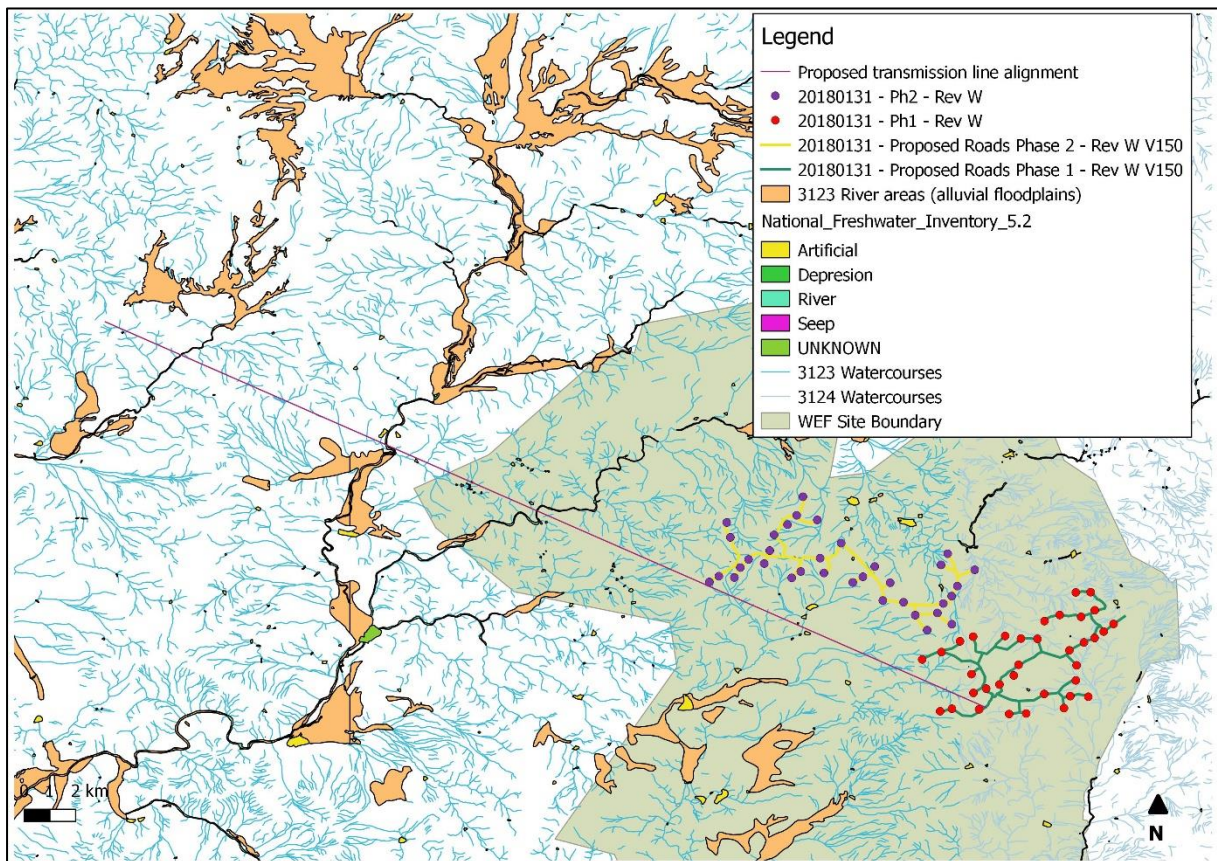 Legend
Proposed transmission line alignment
20180131 - Ph2 - Rev W
20180131 - Ph1 - Rev W
20180131 - Proposed Roads Phase 2 - Rev W V150
20180131 - Proposed Roads Phase 1 - Rev W V150
3123 River areas (alluvial floodplains)
National_Freshwater_Inventory_5.2
Artificial
Depresion
River
Seep
UNKNOWN
3123 Watercourses
3124 Watercourses
WEF Site Boundary
0 1 2 km
N